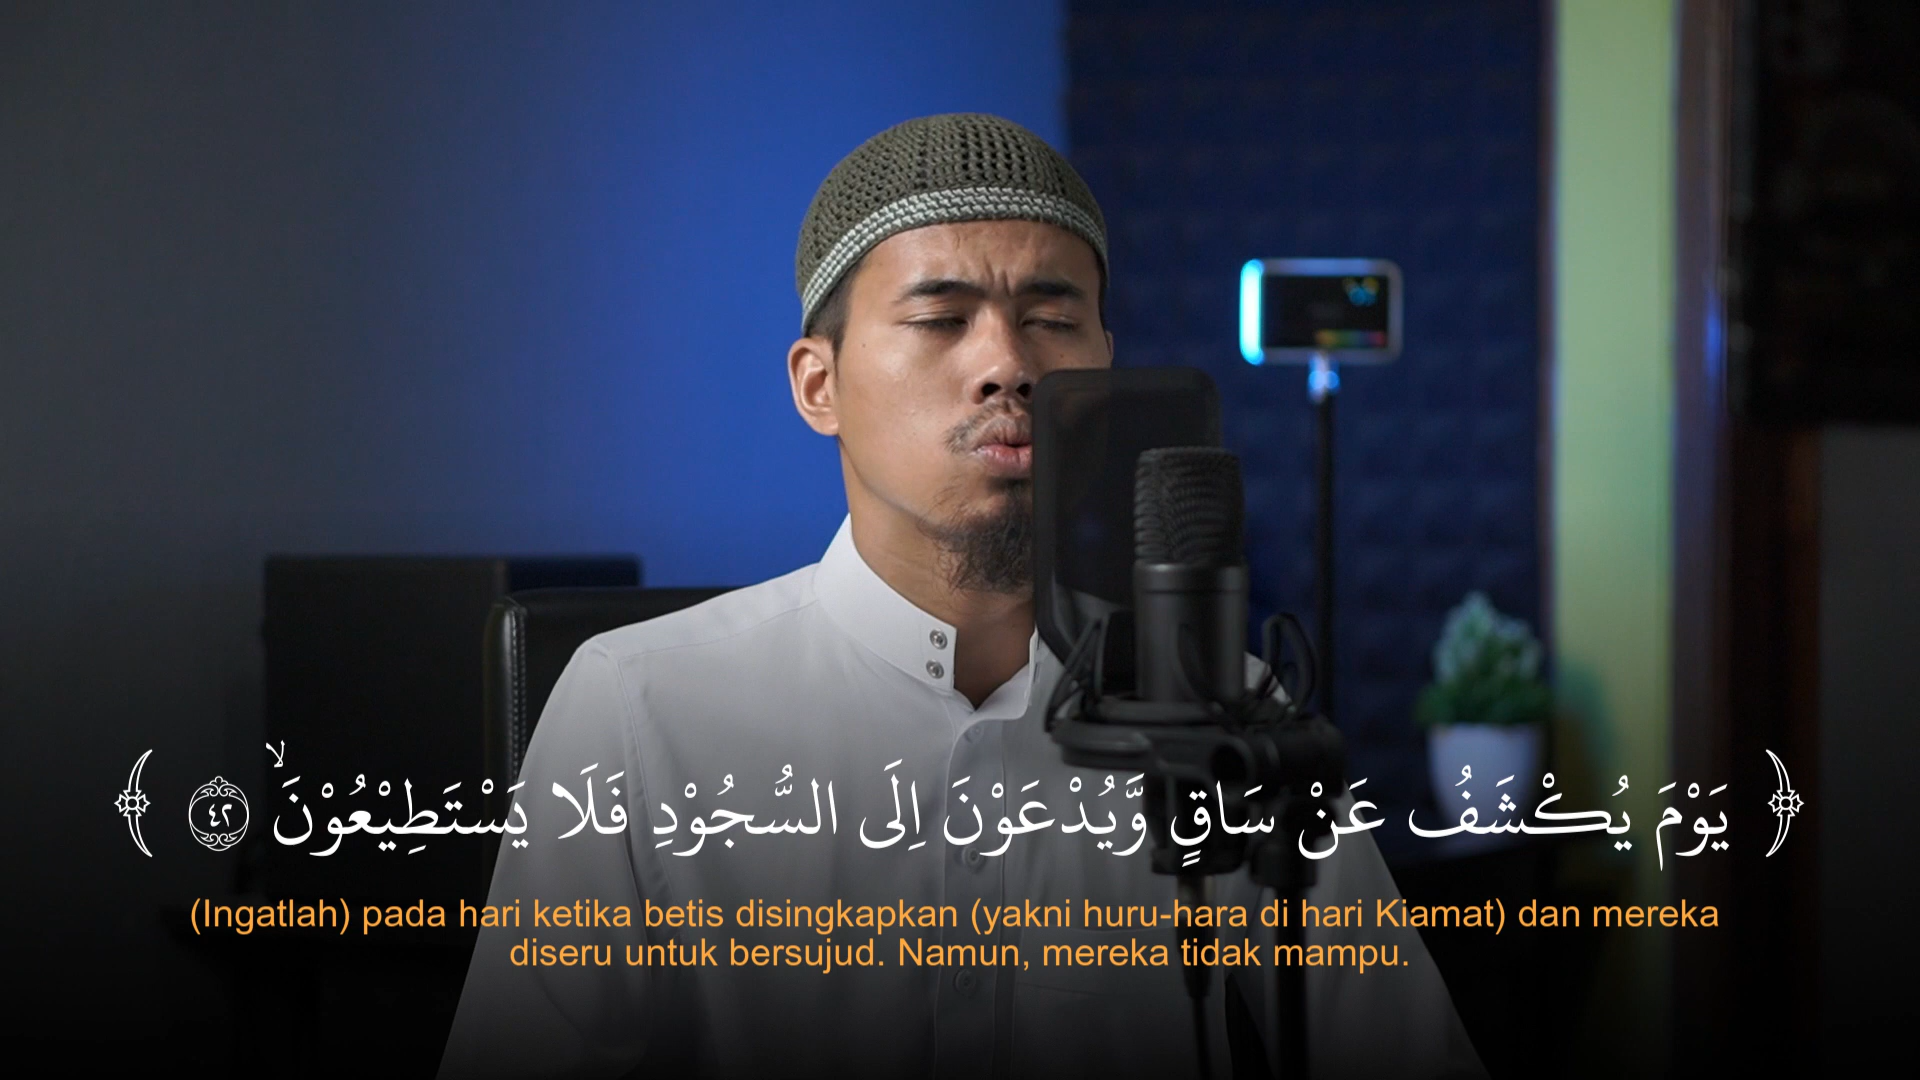 ﴿ يَوْمَ يُكْشَفُ عَنْ سَاقٍ وَّيُدْعَوْنَ اِلَى السُّجُوْدِ فَلَا يَسْتَطِيْعُوْنَۙ ۝٤٢ ﴾
(Ingatlah) pada hari ketika betis disingkapkan (yakni huru-hara di hari Kiamat) dan mereka
diseru untuk bersujud. Namun, mereka tidak mampu.